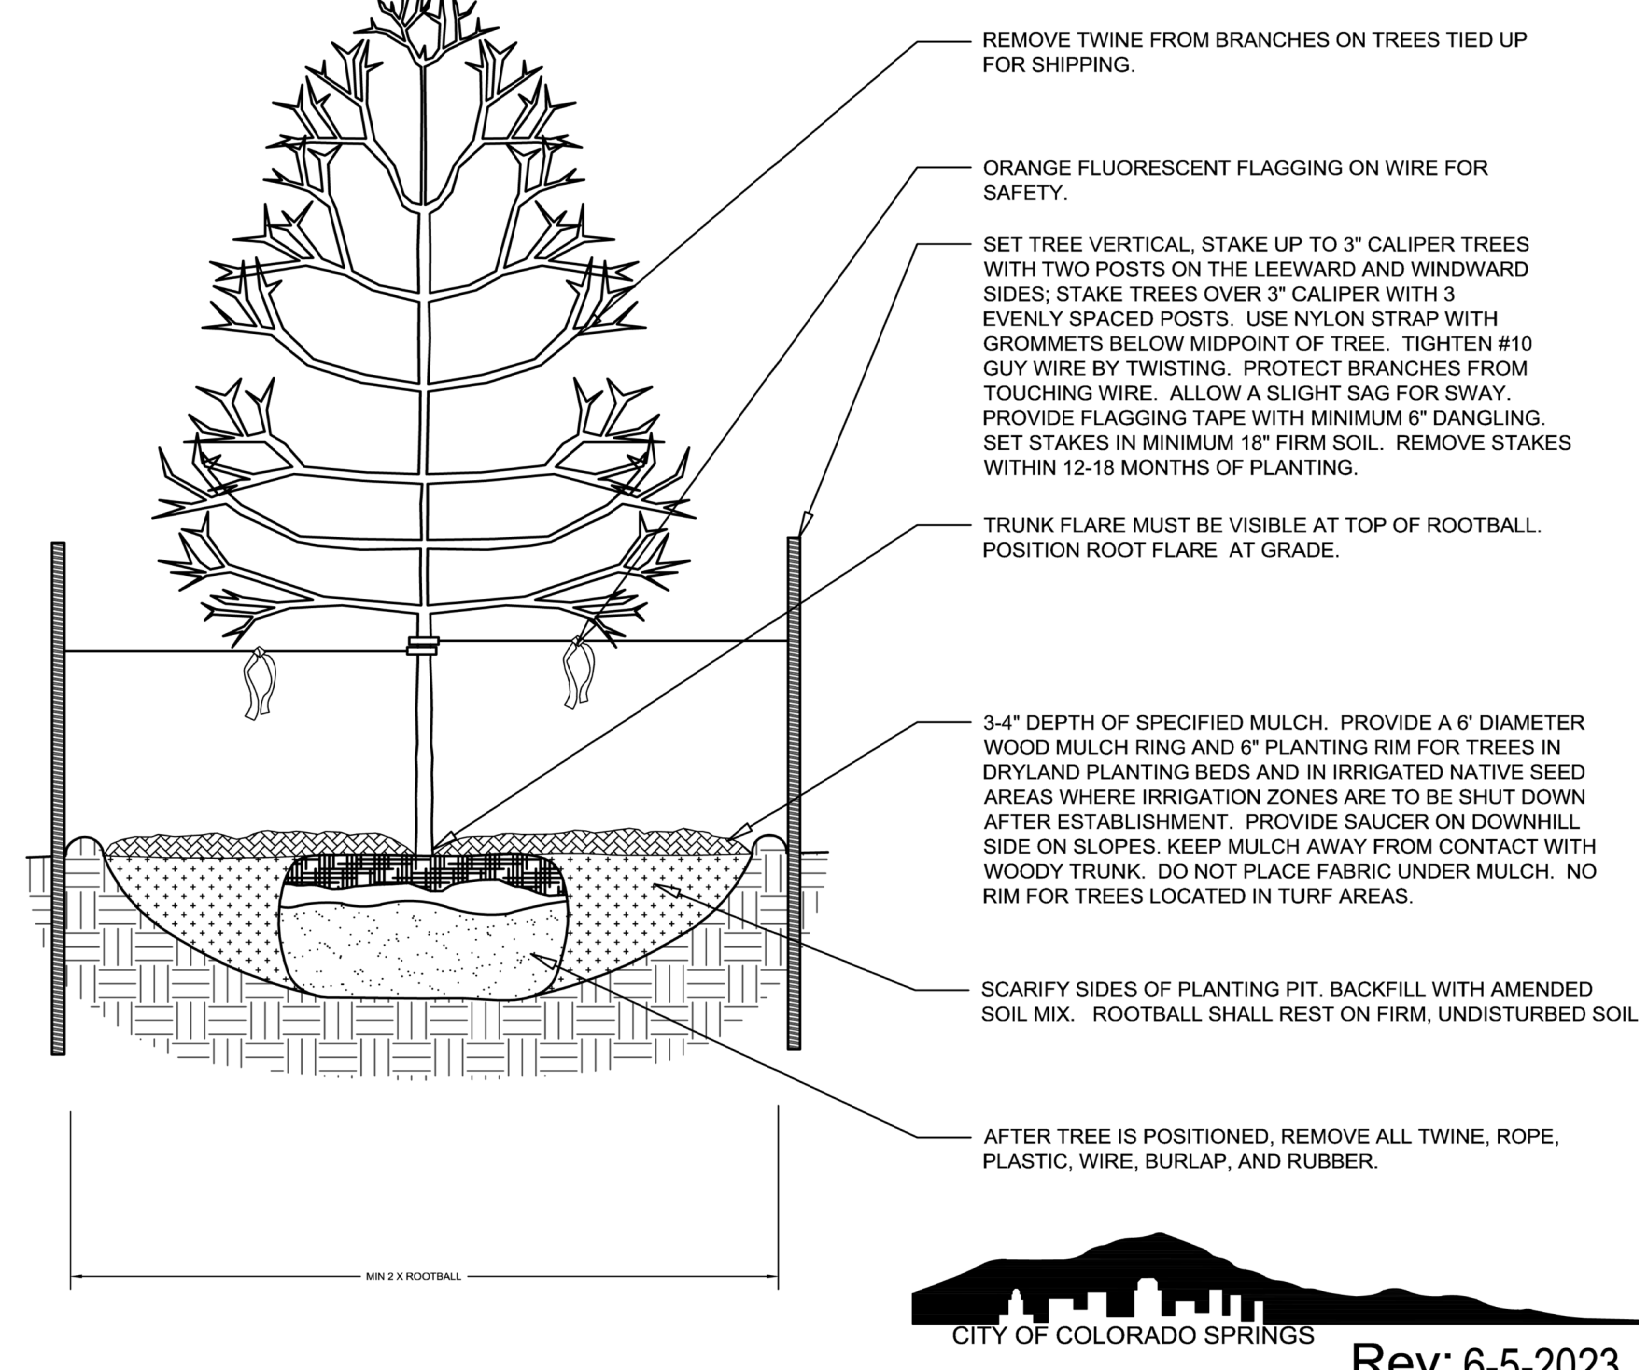 REMOVE TWINE FROM BRANCHES ON TREES TIED UP
FOR SHIPPING.
ORANGE FLUORESCENT FLAGGING ON WIRE FOR
SAFETY.
SET TREE VERTICAL, STAKE UP TO 3" CALIPER TREES
WITH TWO POSTS ON THE LEEWARD AND WINDWARD
SIDES; STAKE TREES OVER 3" CALIPER WITH 3
EVENLY SPACED POSTS.  USE NYLON STRAP WITH
GROMMETS BELOW MIDPOINT OF TREE.  TIGHTEN #10
GUY WIRE BY TWISTING.  PROTECT BRANCHES FROM
TOUCHING WIRE.  ALLOW A SLIGHT SAG FOR SWAY.
PROVIDE FLAGGING TAPE WITH MINIMUM 6" DANGLING.
SET STAKES IN MINIMUM 18" FIRM SOIL.  REMOVE STAKES
WITHIN 12-18 MONTHS OF PLANTING.
TRUNK FLARE MUST BE VISIBLE AT TOP OF ROOTBALL.
POSITION ROOT FLARE  AT GRADE.
3-4" DEPTH OF SPECIFIED MULCH.  PROVIDE A 6' DIAMETER
WOOD MULCH RING AND 6" PLANTING RIM FOR TREES IN
DRYLAND PLANTING BEDS AND IN IRRIGATED NATIVE SEED
AREAS WHERE IRRIGATION ZONES ARE TO BE SHUT DOWN
AFTER ESTABLISHMENT.  PROVIDE SAUCER ON DOWNHILL
SIDE ON SLOPES. KEEP MULCH AWAY FROM CONTACT WITH
WOODY TRUNK.  DO NOT PLACE FABRIC UNDER MULCH.  NO
RIM FOR TREES LOCATED IN TURF AREAS.
SCARIFY SIDES OF PLANTING PIT. BACKFILL WITH AMENDED
SOIL MIX.   ROOTBALL SHALL REST ON FIRM, UNDISTURBED SOIL
AFTER TREE IS POSITIONED, REMOVE ALL TWINE, ROPE,
PLASTIC, WIRE, BURLAP, AND RUBBER.
MIN 2 X ROOTBALL
CITY OF COLORADO SPRINGS
Rev: 6-5-2023